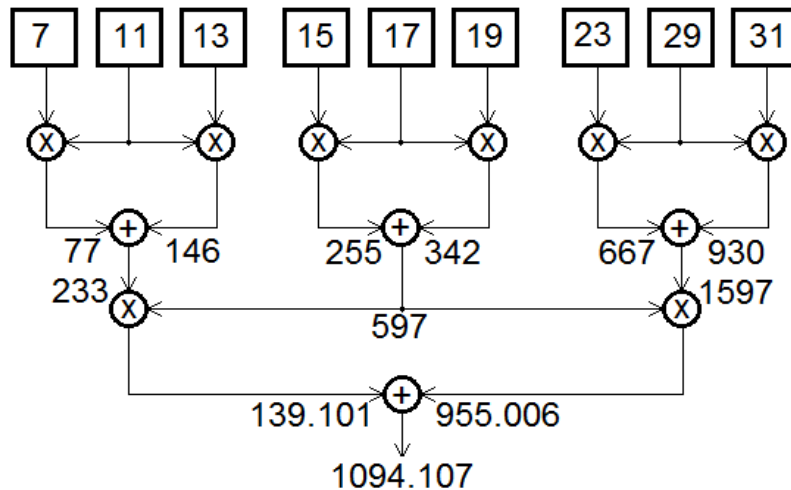 7 11 13 15 17 19 23 29 31
X X X X X X
+ + +
77 146 255 342 667 930
233 1597
X X
597
+
139.101 955.006
1094.107